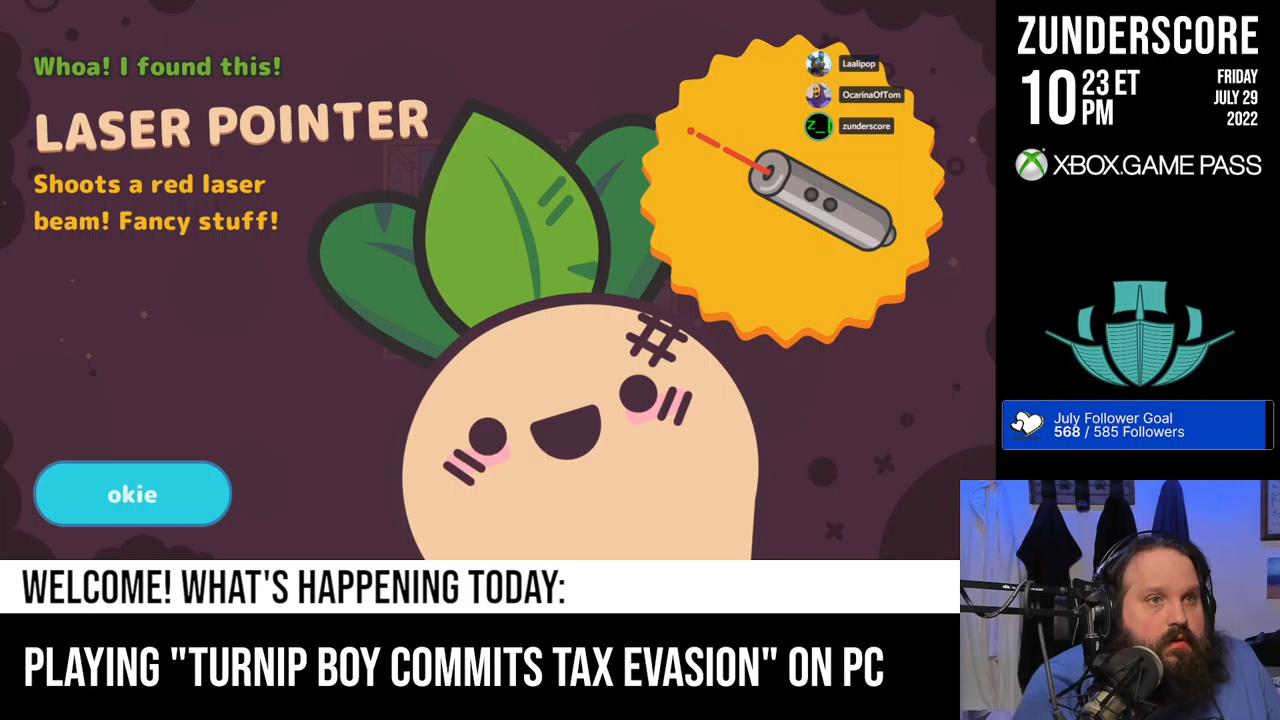 Whoa! I found this!
LASER POINTER
Shoots a red laser
beam! Fancy stuff!
okie
Laalipop
OcarinaOfTom
z_
zunderscore
ZUNDERSCORE
10 23 ET
PM
FRIDAY
JULY 29
2022
XBOX GAME PASS
July Follower Goal
568 / 585 Followers
WELCOME! WHAT'S HAPPENING TODAY:
PLAYING "TURNIP BOY COMMITS TAX EVASION" ON PC